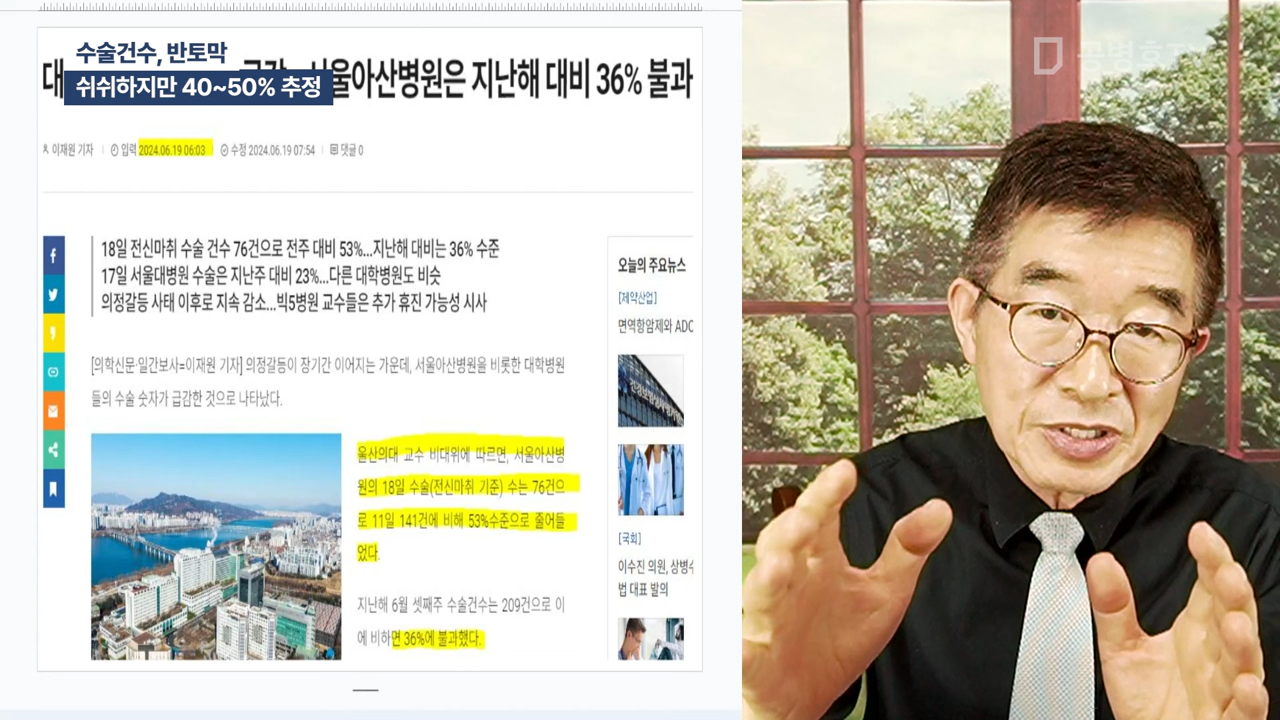 수술건수, 반토막
쉬쉬하지만 40~50% 추정
대
서울아산병원은 지난해 대비 36% 불과
이재원 기자
입력 2024.06.19 06:03
수정 2024.06.19 07:54
댓글 0
18일 전신마취 수술 건수 76건으로 전주 대비 53%...지난해 대비는 36% 수준
17일 서울대병원 수술은 지난주 대비 23%...다른 대학병원도 비슷
의정갈등 사태 이후로 지속 감소...빅5병원 교수들은 추가 휴진 가능성 시사
[의학신문·일간보사=이재원 기자] 의정갈등이 장기간 이어지는 가운데, 서울아산병원을 비롯한 대학병원
들의 수술 숫자가 급감한 것으로 나타났다.
울산의대 교수 비대위에 따르면, 서울아산병
원의 18일 수술(전신마취 기준) 수는 76건으
로 11일 141건에 비해 53%수준으로 줄어들
었다.
지난해 6월 셋째주 수술건수는 209건으로 이
에 비하면 36%에 불과했다.
오늘의 주요뉴스
[제약산업]
면역항암제와 ADC
[국회]
이수진 의원, 상병수
법 대표 발의
공병호